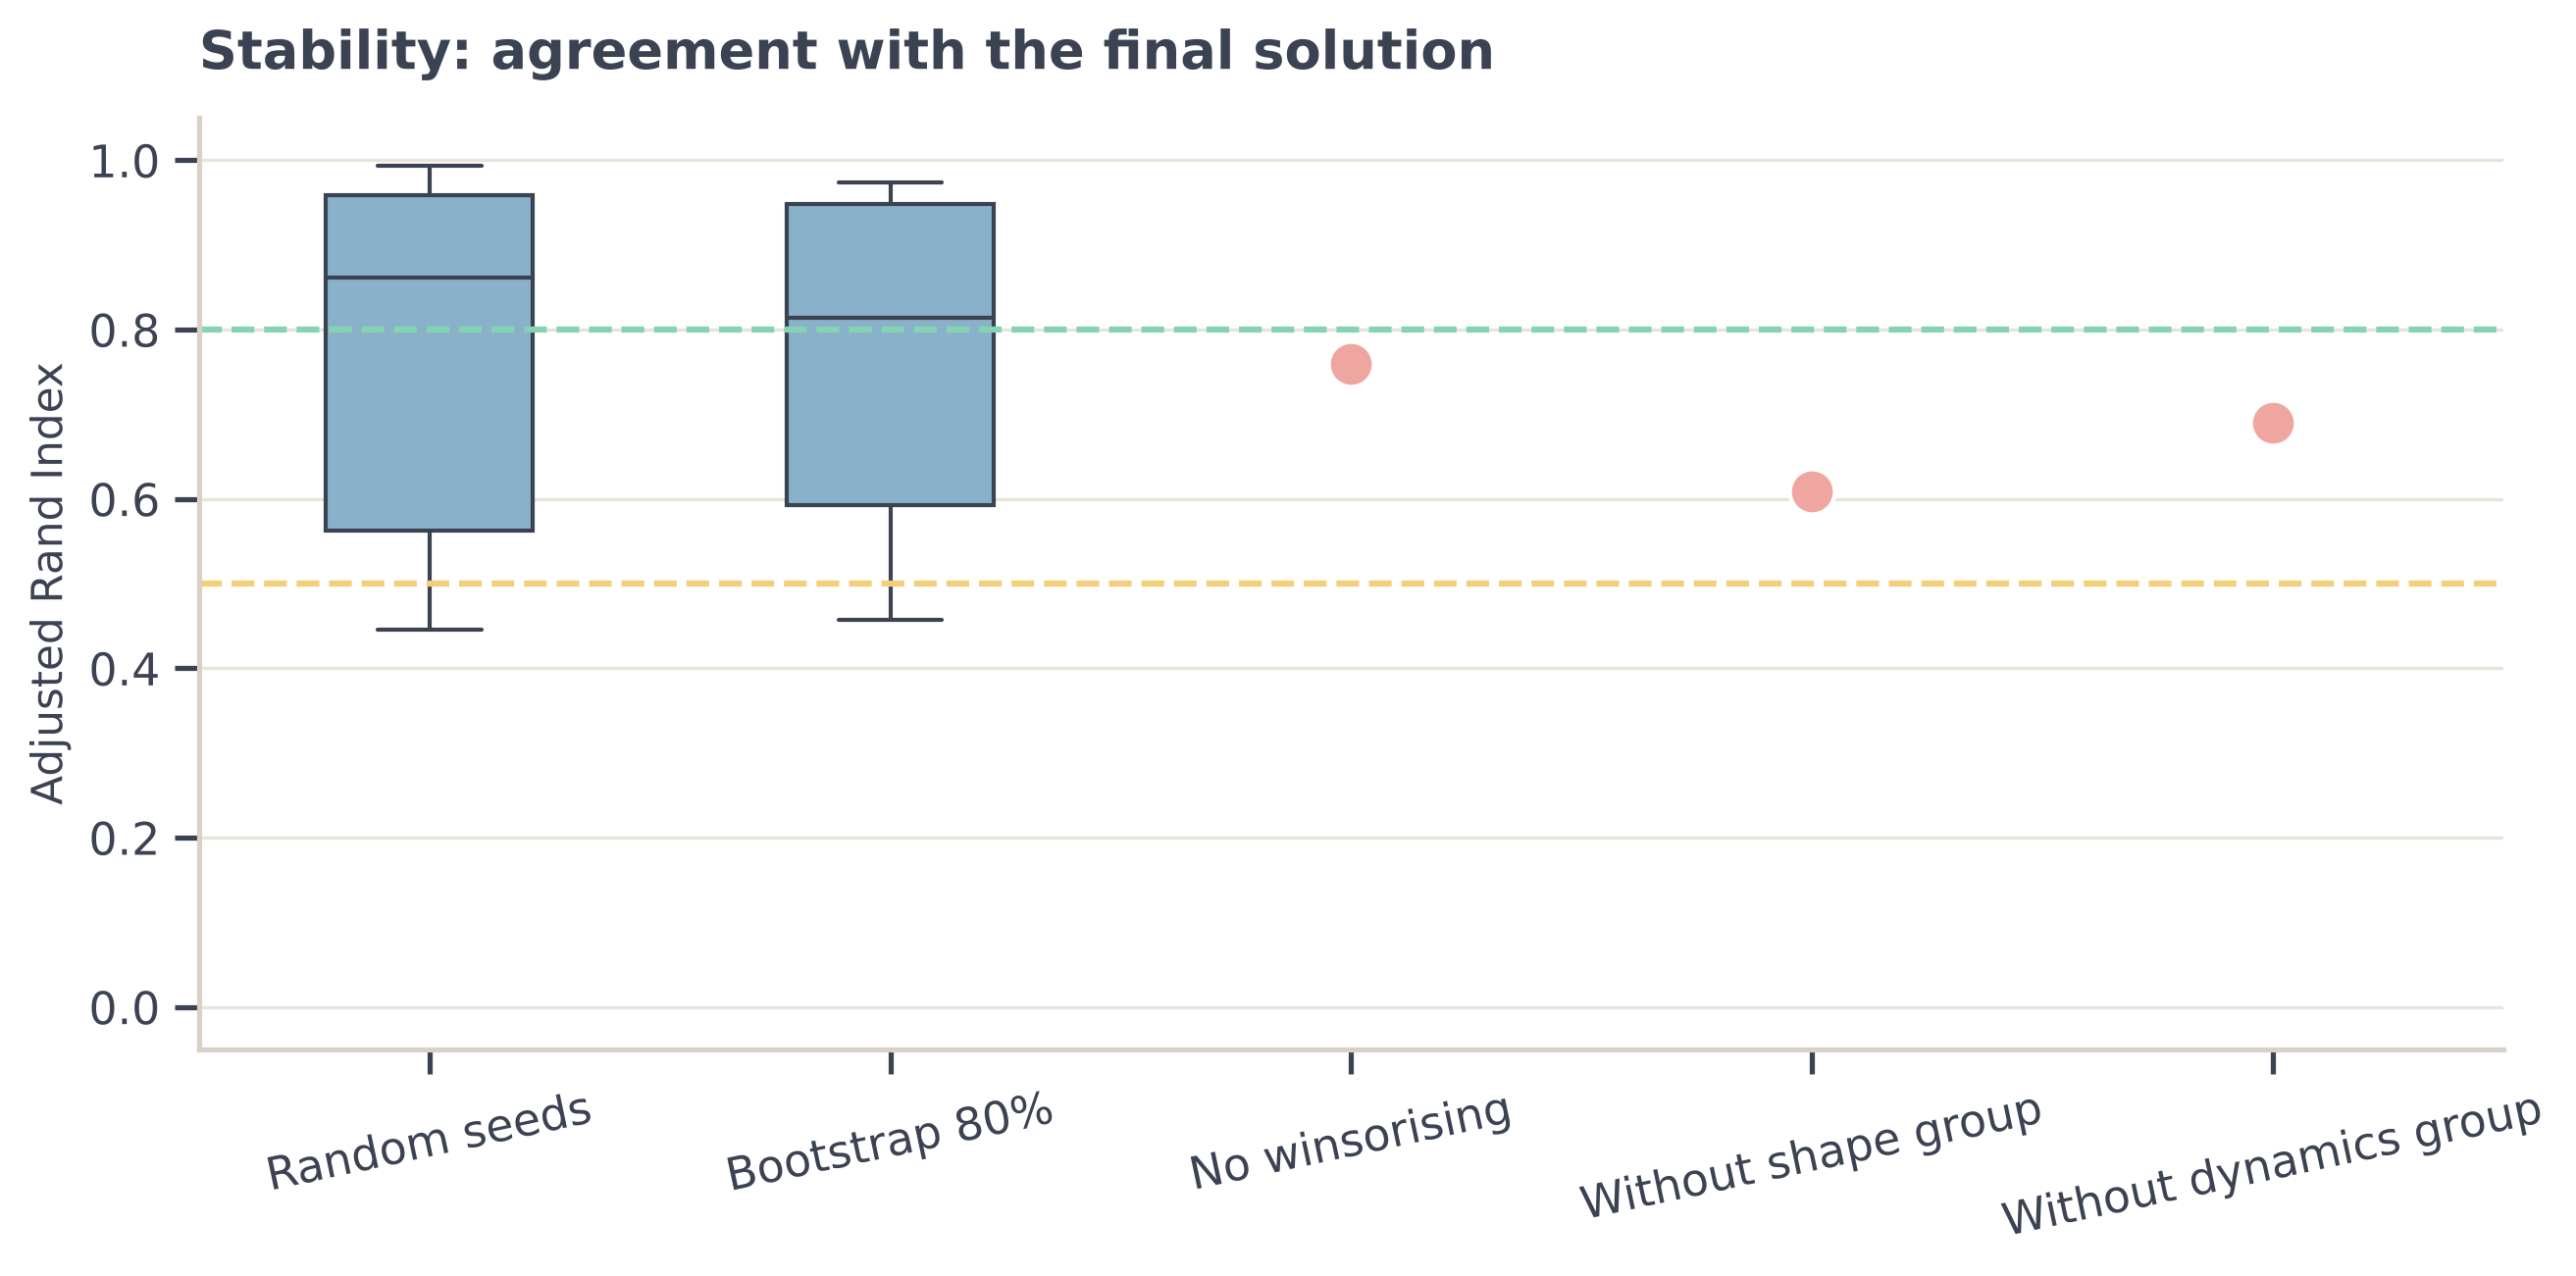 Stability: agreement with the final solution
Adjusted Rand Index
1.0
0.8
0.6
0.4
0.2
0.0
Random seeds
Bootstrap 80%
No winsorising
Without shape group
Without dynamics group